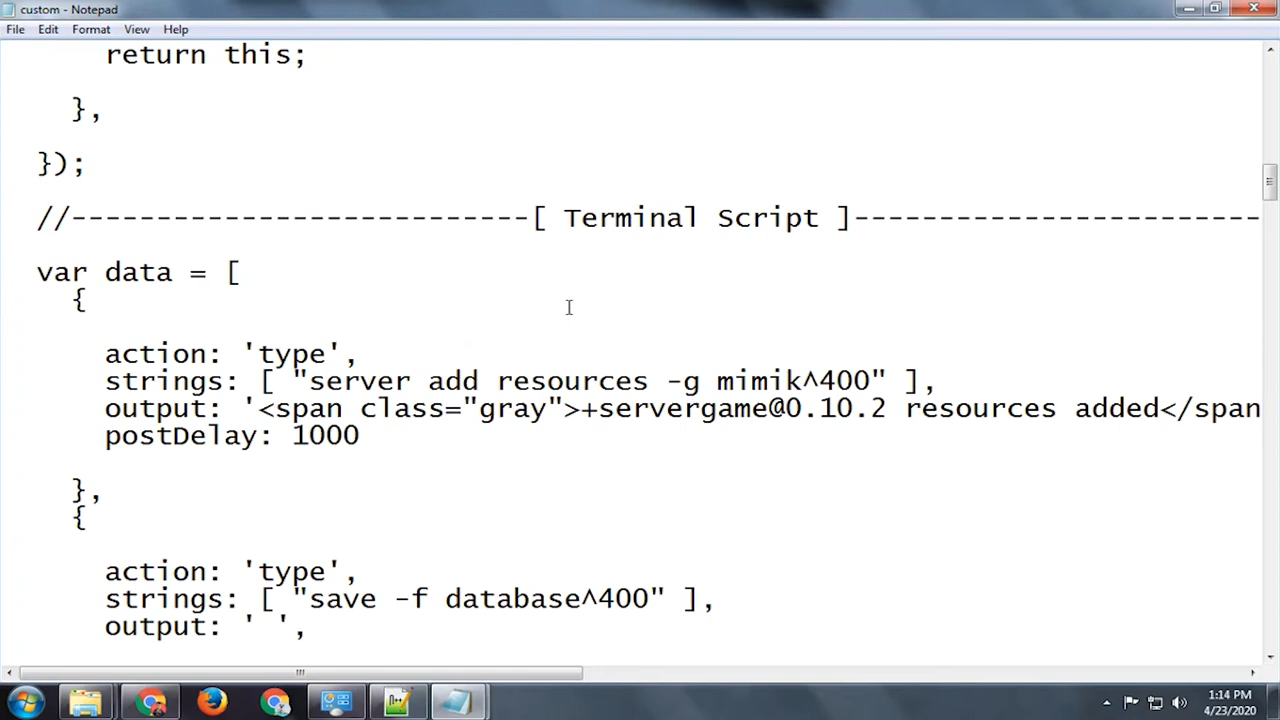 custom - Notepad
File Edit Format View Help
return this;
},
});
//---------------------------[ Terminal Script ]------------------------
var data = [
{
action: 'type',
strings: [ "server add resources -g mimik^400" ],
output: '<span class="gray">+servergame@0.10.2 resources added</span
postDelay: 1000
},
{
action: 'type',
strings: [ "save -f database^400" ],
output: ' ',
1:14 PM
4/23/2020